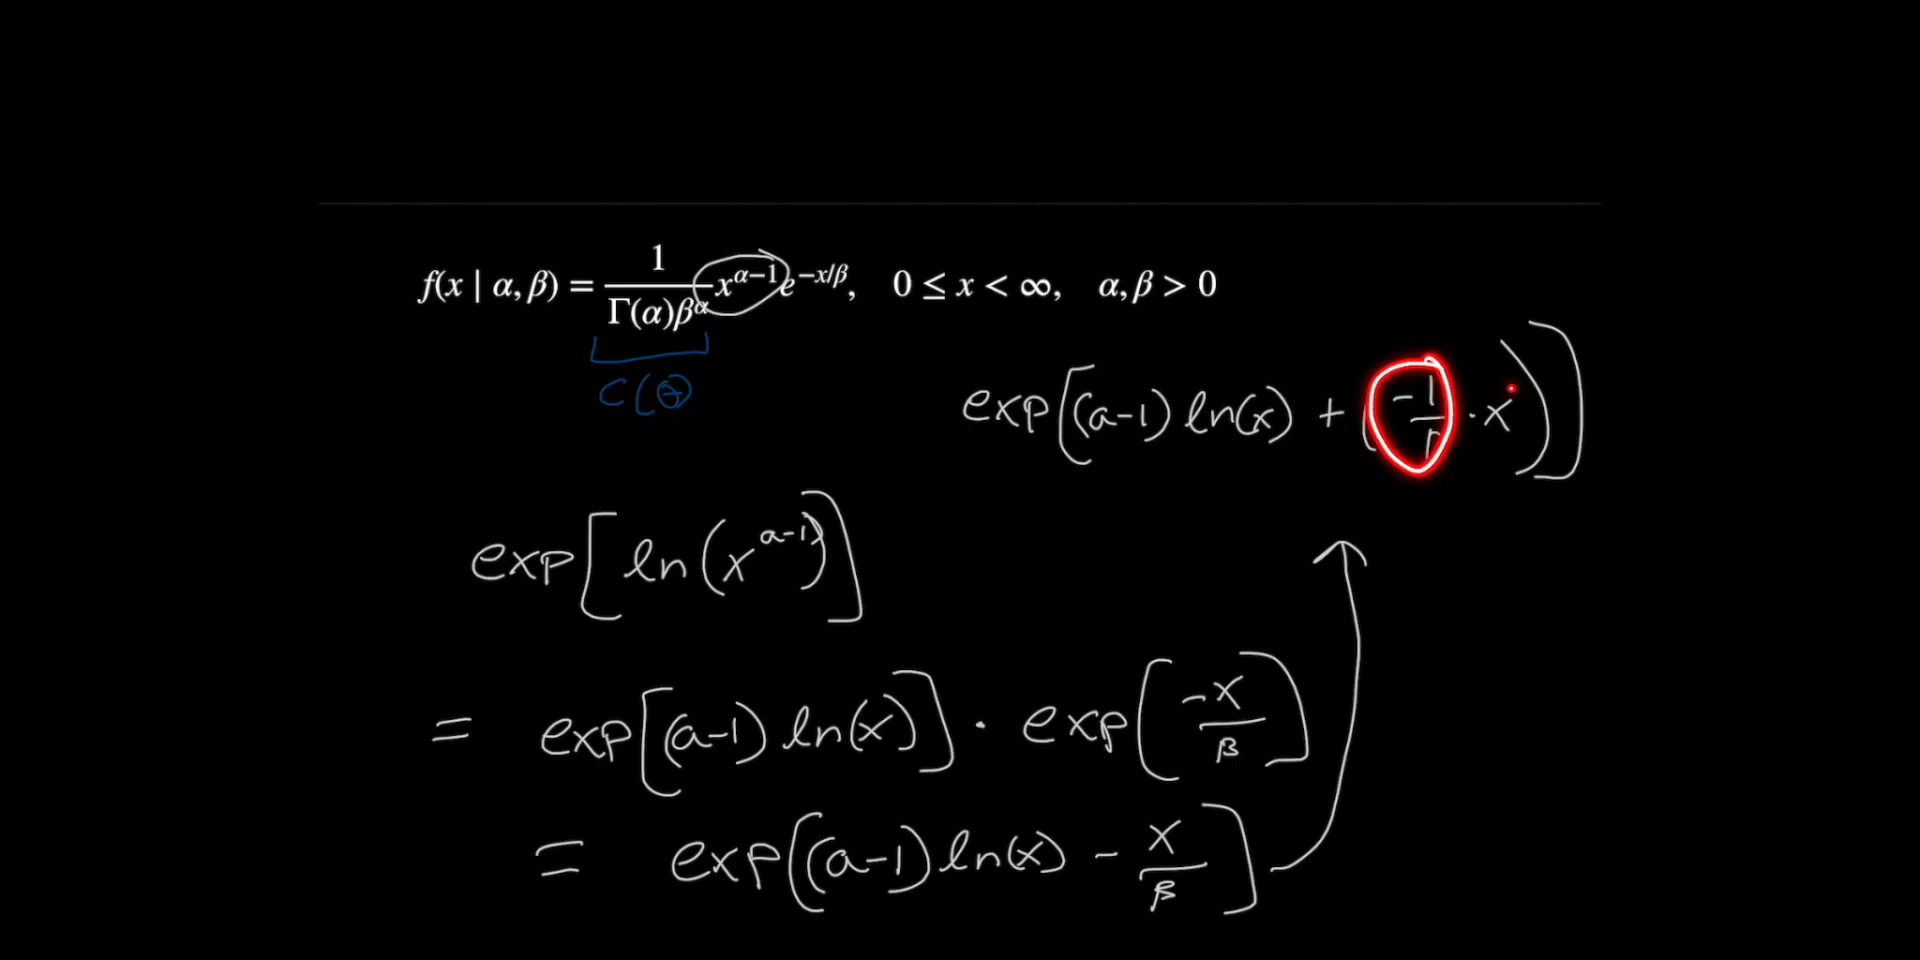 f(x | α, β) = 1 / Γ(α)β^α x^(α−1) e^(−x/β), 0 ≤ x < ∞, α, β > 0
C(θ)
exp[(a-1) ln(x) + (-1/ · x)]
exp[ln(x^(a-1))]
= exp[(a-1) ln(x)] · exp[-x/β]
= exp[(a-1) ln(x) - x/β]